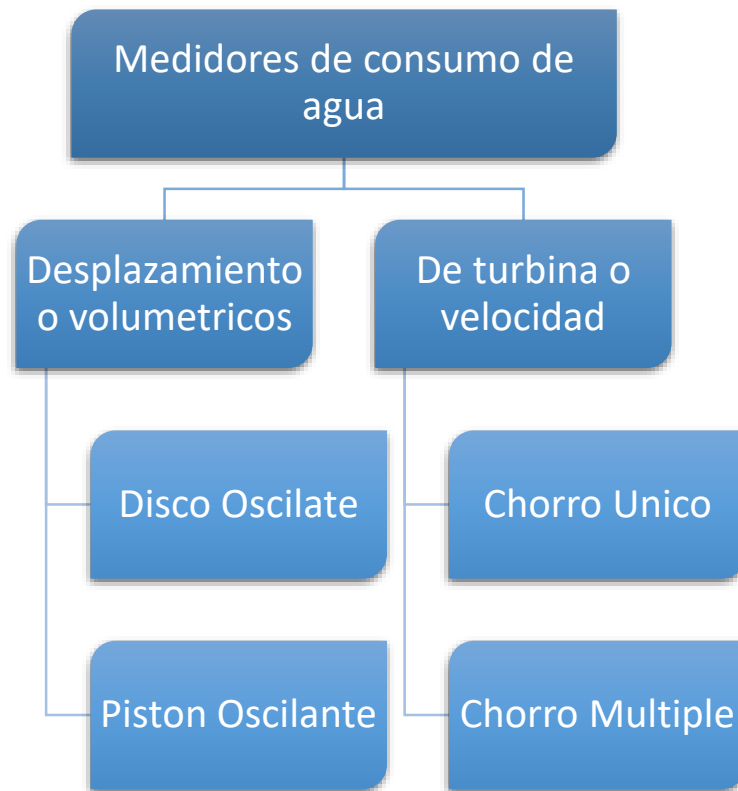 Medidores de consumo de
agua
Desplazamiento
o volumetricos
De turbina o
velocidad
Disco Oscilate
Chorro Unico
Piston Oscilante
Chorro Multiple